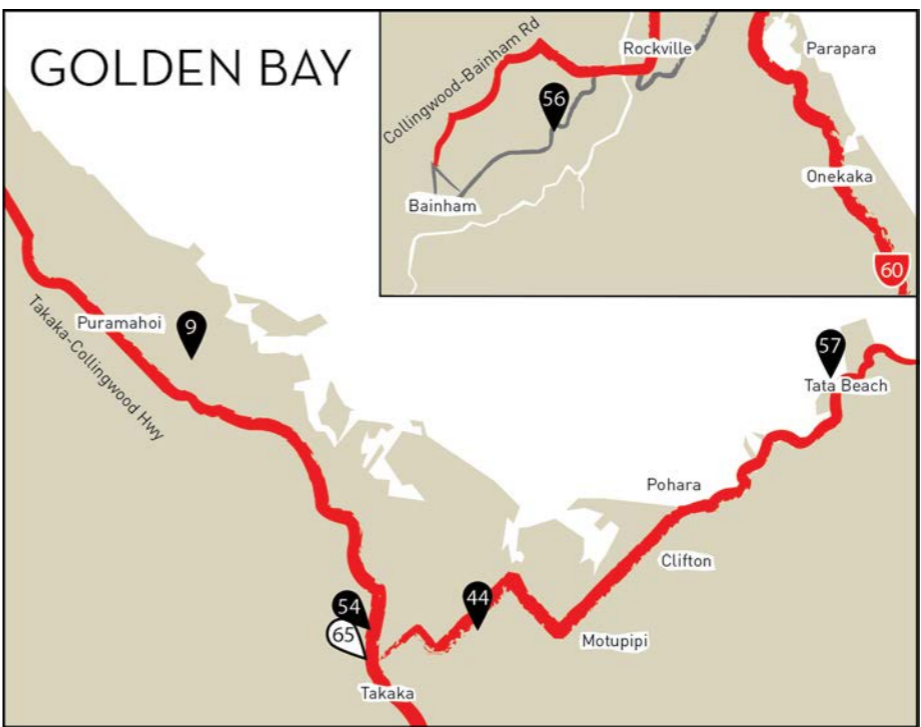 GOLDEN BAY
Collingwood-Bainham Rd
Rockville
Parapara
56
Onekaka
Bainham
60
Takaka-Collingwood Hwy
Puramahoi
9
57
Tata Beach
Pohara
Clifton
44
54
65
Motupipi
Takaka